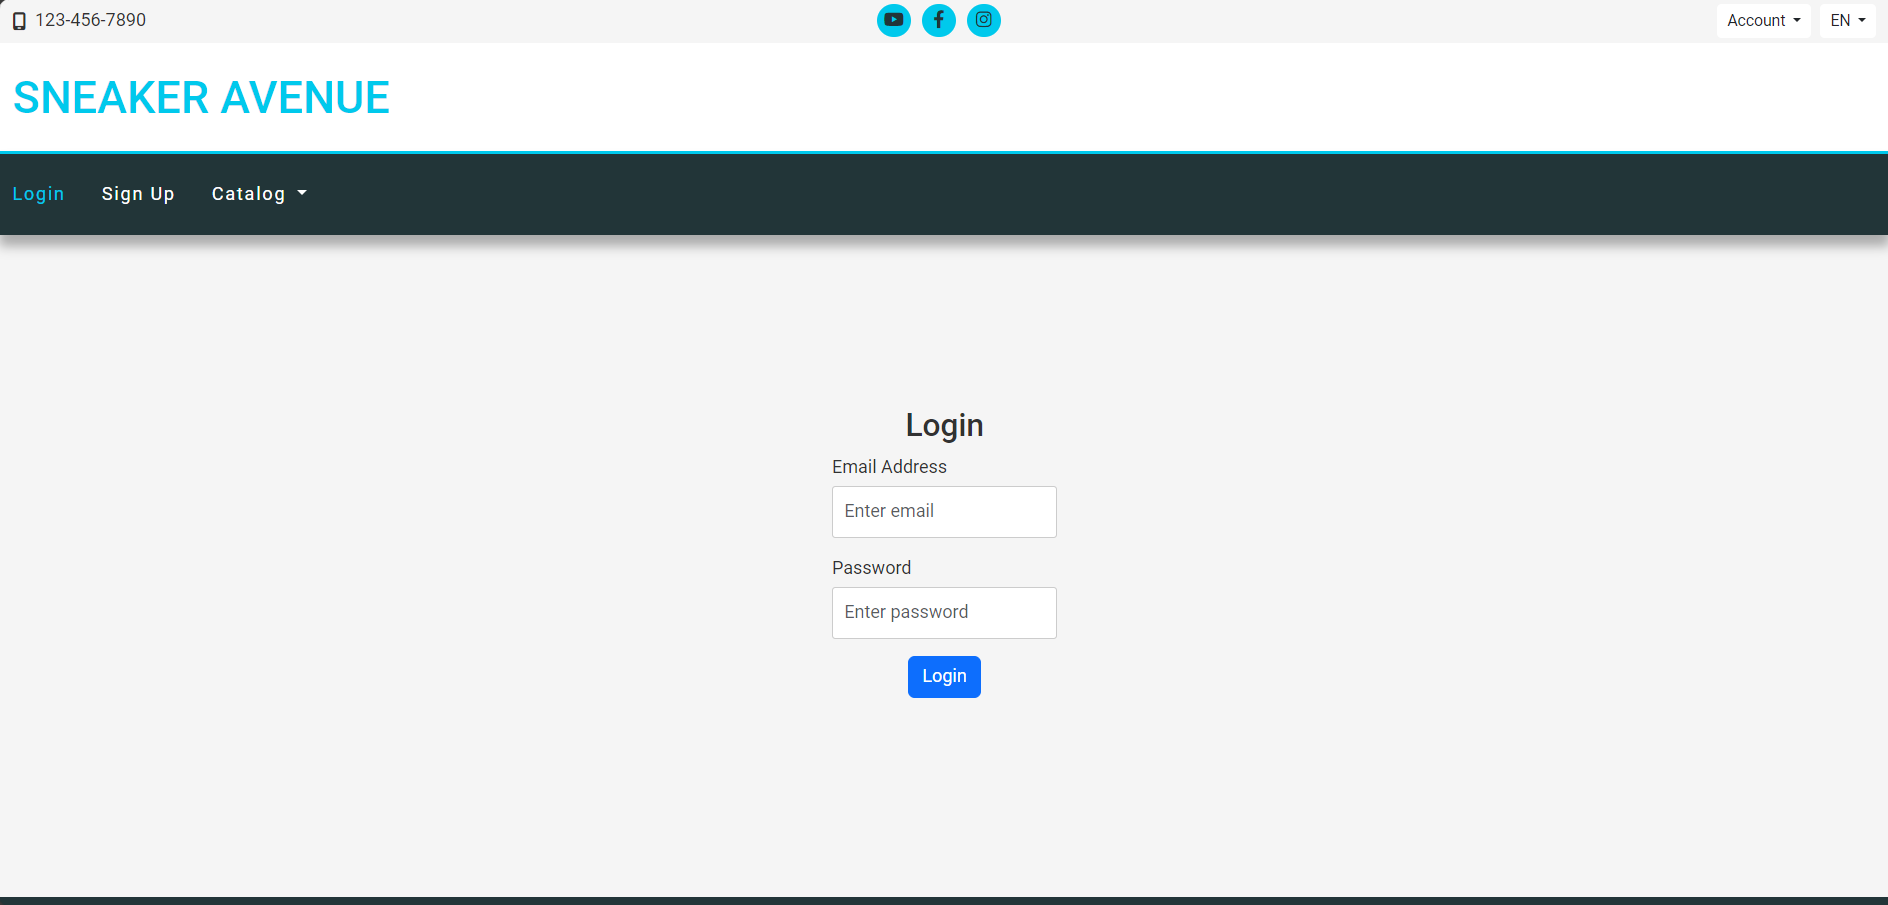 123-456-7890
Account
EN
SNEAKER AVENUE
Login
Sign Up
Catalog
Login
Email Address
Enter email
Password
Enter password
Login